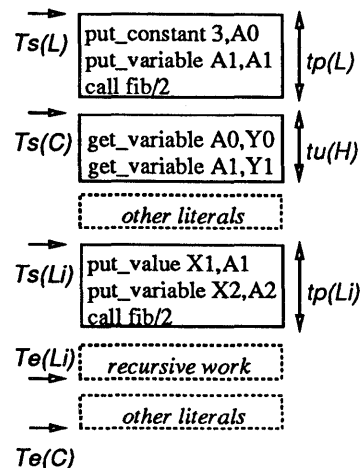 Ts(L)
put_constant 3,A0
put_variable A1,A1
call fib/2
tp(L)
Ts(C)
get_variable A0,Y0
get_variable A1,Y1
tu(H)
other literals
Ts(Li)
put_value X1,A1
put_variable X2,A2
call fib/2
tp(Li)
Te(Li)
recursive work
other literals
Te(C)